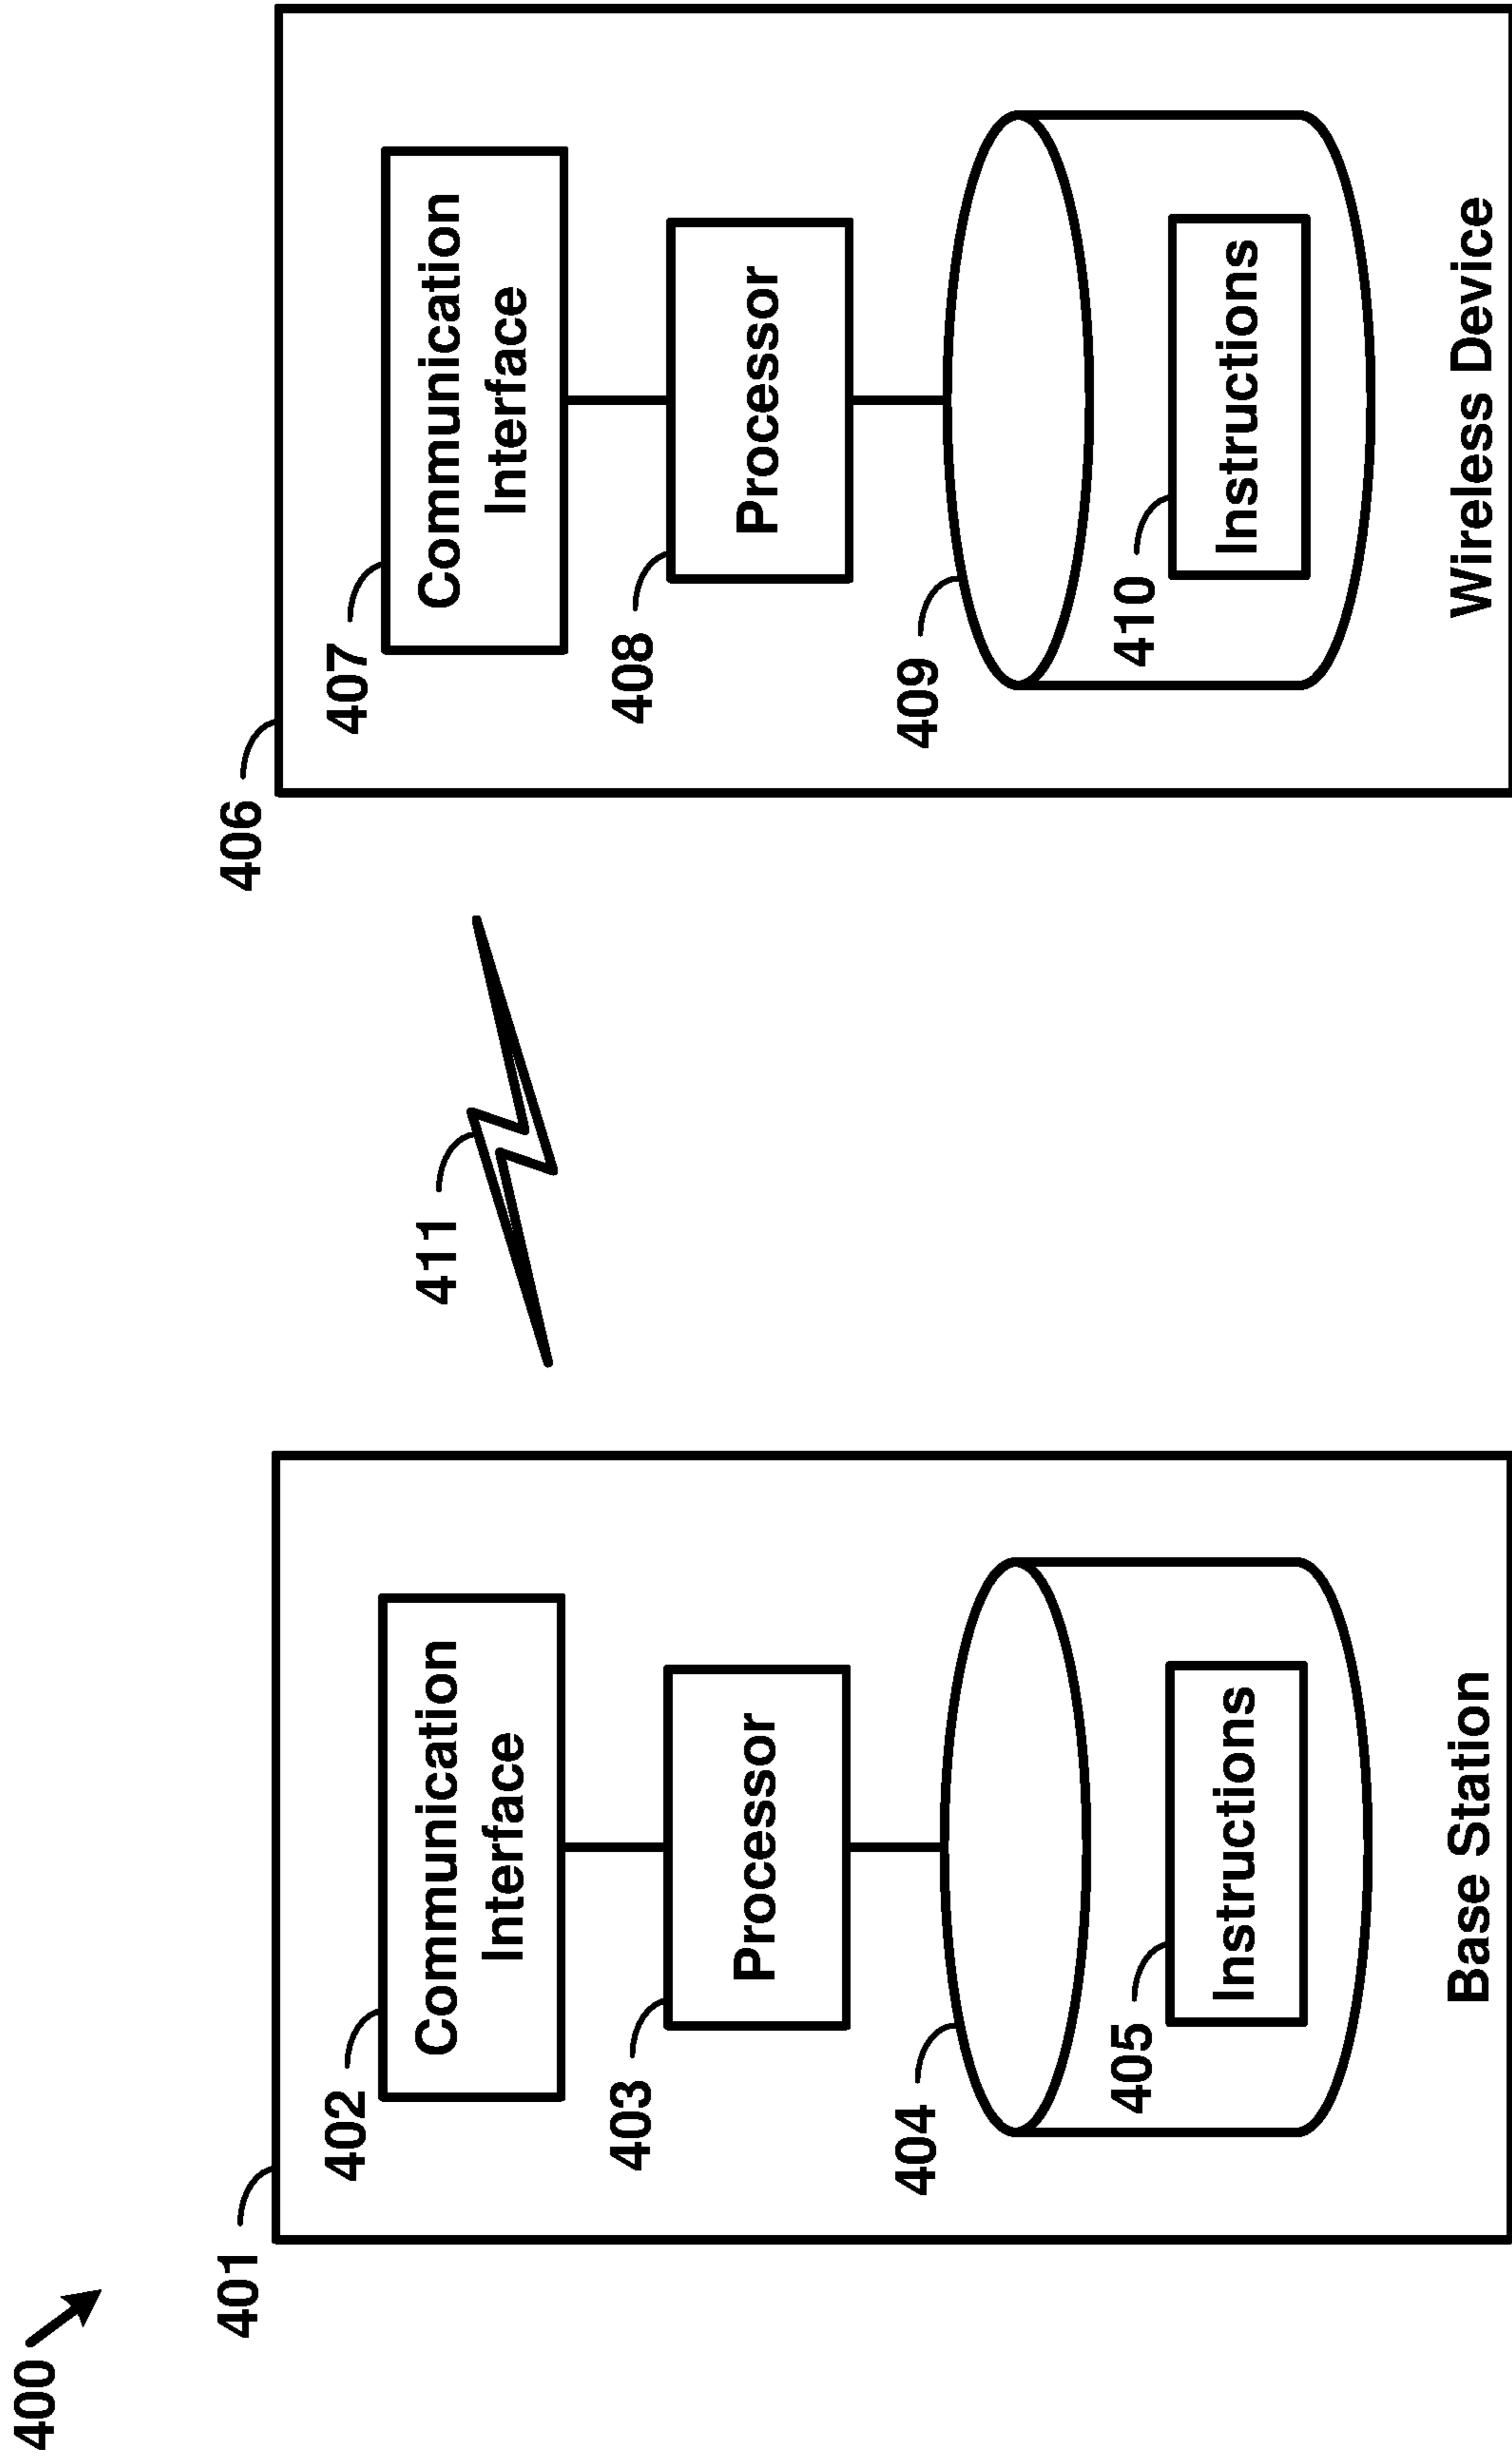 400
401
402
Communication
Interface
403
Processor
404
405
Instructions
Base Station
411
406
407
Communication
Interface
408
Processor
409
410
Instructions
Wireless Device